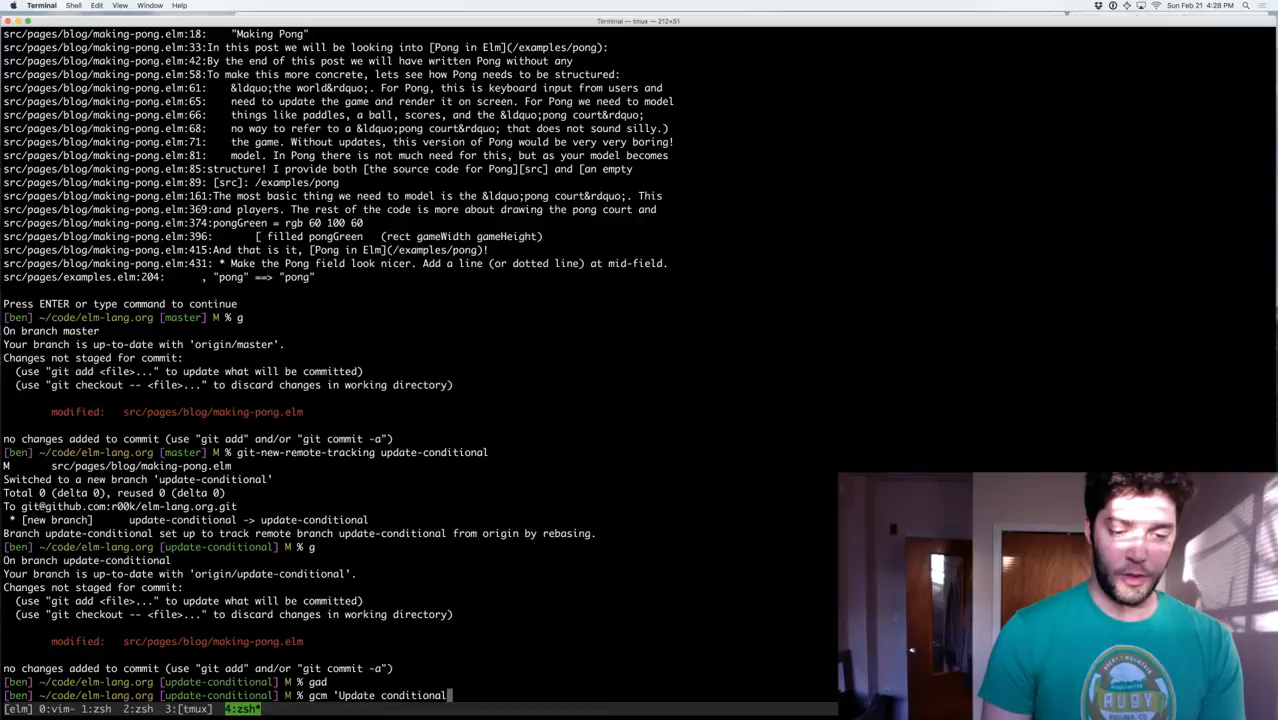 Terminal Shell Edit View Window Help Sun Feb 21 4:28 PM
Terminal — tmux — 212×51
src/pages/blog/making-pong.elm:18:   "Making Pong"
src/pages/blog/making-pong.elm:33:In this post we will be looking into [Pong in Elm](/examples/pong):
src/pages/blog/making-pong.elm:42:By the end of this post we will have written Pong without any
src/pages/blog/making-pong.elm:58:To make this more concrete, lets see how Pong needs to be structured:
src/pages/blog/making-pong.elm:61:   &ldquo;the world&rdquo;. For Pong, this is keyboard input from users and
src/pages/blog/making-pong.elm:65:   need to update the game and render it on screen. For Pong we need to model
src/pages/blog/making-pong.elm:66:   things like paddles, a ball, scores, and the &ldquo;pong court&rdquo;
src/pages/blog/making-pong.elm:68:   no way to refer to a &ldquo;pong court&rdquo; that does not sound silly.)
src/pages/blog/making-pong.elm:71:   the game. Without updates, this version of Pong would be very very boring!
src/pages/blog/making-pong.elm:81:   model. In Pong there is not much need for this, but as your model becomes
src/pages/blog/making-pong.elm:85:structure! I provide both [the source code for Pong][src] and [an empty
src/pages/blog/making-pong.elm:89: [src]: /examples/pong
src/pages/blog/making-pong.elm:161:The most basic thing we need to model is the &ldquo;pong court&rdquo;. This
src/pages/blog/making-pong.elm:369:and players. The rest of the code is more about drawing the pong court and
src/pages/blog/making-pong.elm:374:pongGreen = rgb 60 100 60
src/pages/blog/making-pong.elm:396:       [ filled pongGreen   (rect gameWidth gameHeight)
src/pages/blog/making-pong.elm:415:And that is it, [Pong in Elm](/examples/pong)!
src/pages/blog/making-pong.elm:431: * Make the Pong field look nicer. Add a line (or dotted line) at mid-field.
src/pages/examples.elm:204:      , "pong" ==> "pong"
Press ENTER or type command to continue
[ben] ~/code/elm-lang.org [master] M % g
On branch master
Your branch is up-to-date with 'origin/master'.
Changes not staged for commit:
  (use "git add <file>..." to update what will be committed)
  (use "git checkout -- <file>..." to discard changes in working directory)
modified:   src/pages/blog/making-pong.elm
no changes added to commit (use "git add" and/or "git commit -a")
[ben] ~/code/elm-lang.org [master] M % git-new-remote-tracking update-conditional
M       src/pages/blog/making-pong.elm
Switched to a new branch 'update-conditional'
Total 0 (delta 0), reused 0 (delta 0)
To git@github.com:r00k/elm-lang.org.git
 * [new branch]      update-conditional -> update-conditional
Branch update-conditional set up to track remote branch update-conditional from origin by rebasing.
[ben] ~/code/elm-lang.org [update-conditional] M % g
On branch update-conditional
Your branch is up-to-date with 'origin/update-conditional'.
Changes not staged for commit:
  (use "git add <file>..." to update what will be committed)
  (use "git checkout -- <file>..." to discard changes in working directory)
modified:   src/pages/blog/making-pong.elm
no changes added to commit (use "git add" and/or "git commit -a")
[ben] ~/code/elm-lang.org [update-conditional] M % gad
[ben] ~/code/elm-lang.org [update-conditional] M % gcm 'Update conditional
[elm] 0:vim- 1:zsh  2:zsh  3:[tmux]  4:zsh*
RUBY